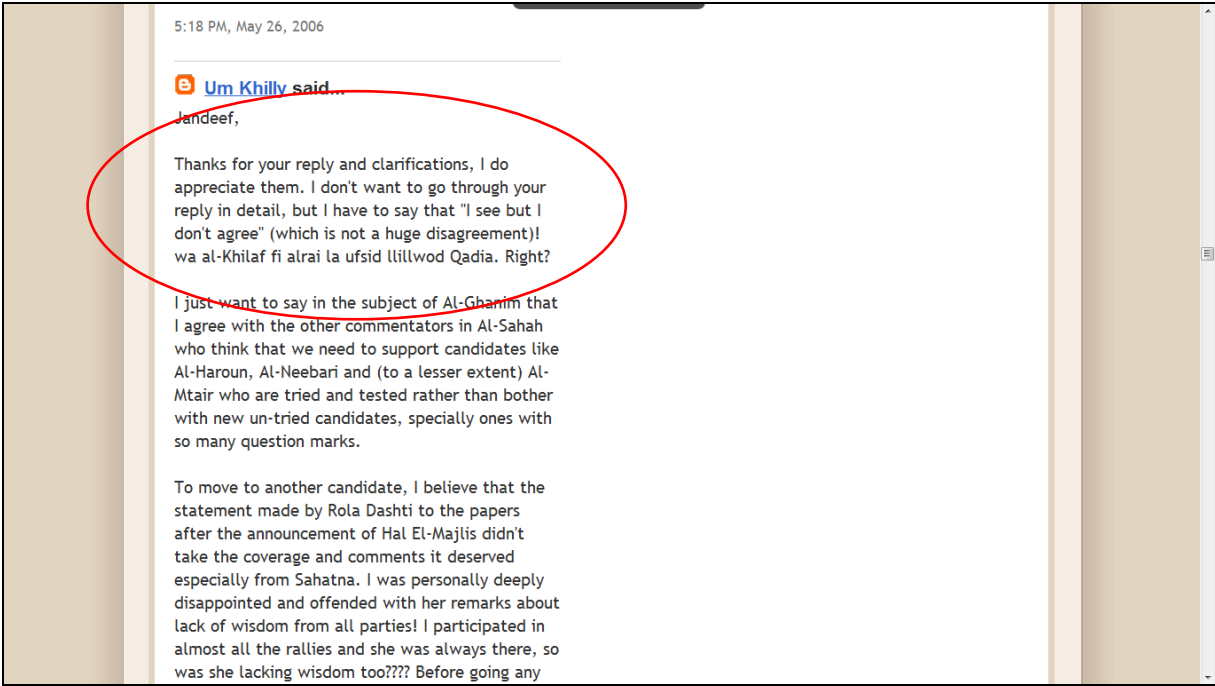 5:18 PM, May 26, 2006
Um Khilly said...
Jandeef,
Thanks for your reply and clarifications, I do
appreciate them. I don't want to go through your
reply in detail, but I have to say that "I see but I
don't agree" (which is not a huge disagreement)!
wa al-Khilaf fi alrai la ufsid llillwod Qadia. Right?
I just want to say in the subject of Al-Ghanim that
I agree with the other commentators in Al-Sahah
who think that we need to support candidates like
Al-Haroun, Al-Neebari and (to a lesser extent) Al-
Mtair who are tried and tested rather than bother
with new un-tried candidates, specially ones with
so many question marks.
To move to another candidate, I believe that the
statement made by Rola Dashti to the papers
after the announcement of Hal El-Majlis didn't
take the coverage and comments it deserved
especially from Sahatna. I was personally deeply
disappointed and offended with her remarks about
lack of wisdom from all parties! I participated in
almost all the rallies and she was always there, so
was she lacking wisdom too???? Before going any